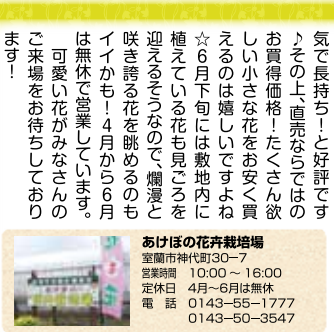 気で長持ち！と好評です
♪その上、直売ならではの
お買得価格！たくさん欲
しい小さな花をお安く買
えるのは嬉しいですよね
☆６月下旬には敷地内に
植えている花も見ごろを
迎えるそうなので、爛漫と
咲き誇る花を眺めるのも
イイかも！４月から６月
は無休で営業しています。
可愛い花がみなさんの
ご来場をお待ちしており
ます！
あけぼの花卉栽培場
室蘭市神代町30−7
営業時間　10:00 〜 16:00
定休日　4月〜6月は無休
電　話　0143−55−1777
0143−50−3547